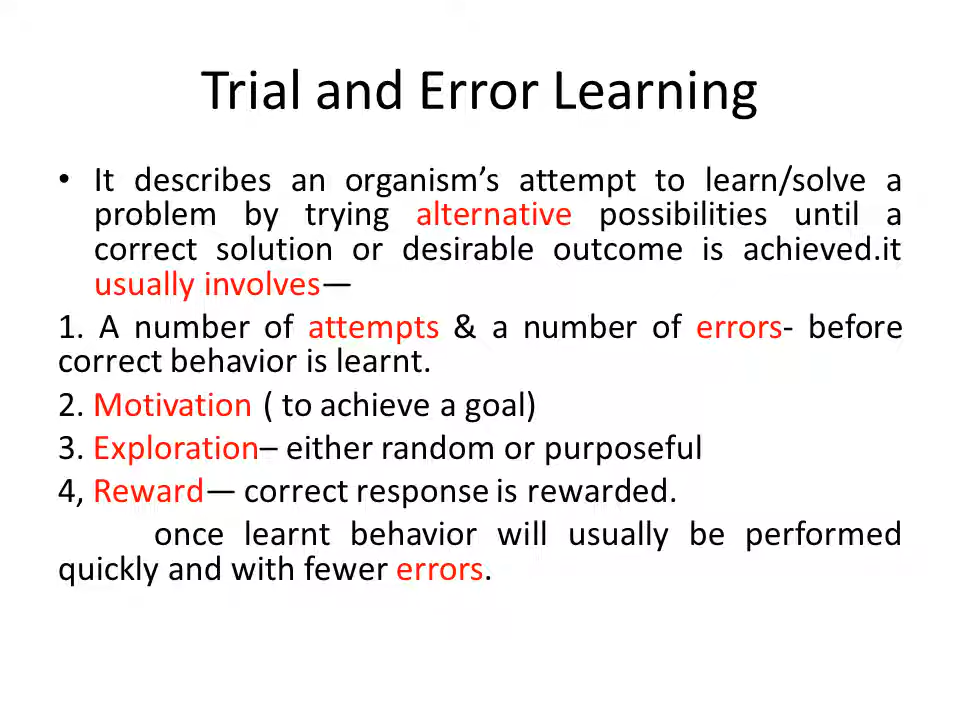 Trial and Error Learning
• It describes an organism’s attempt to learn/solve a
problem by trying alternative possibilities until a
correct solution or desirable outcome is achieved.it
usually involves—
1. A number of attempts & a number of errors- before
correct behavior is learnt.
2. Motivation ( to achieve a goal)
3. Exploration– either random or purposeful
4, Reward— correct response is rewarded.
once learnt behavior will usually be performed
quickly and with fewer errors.